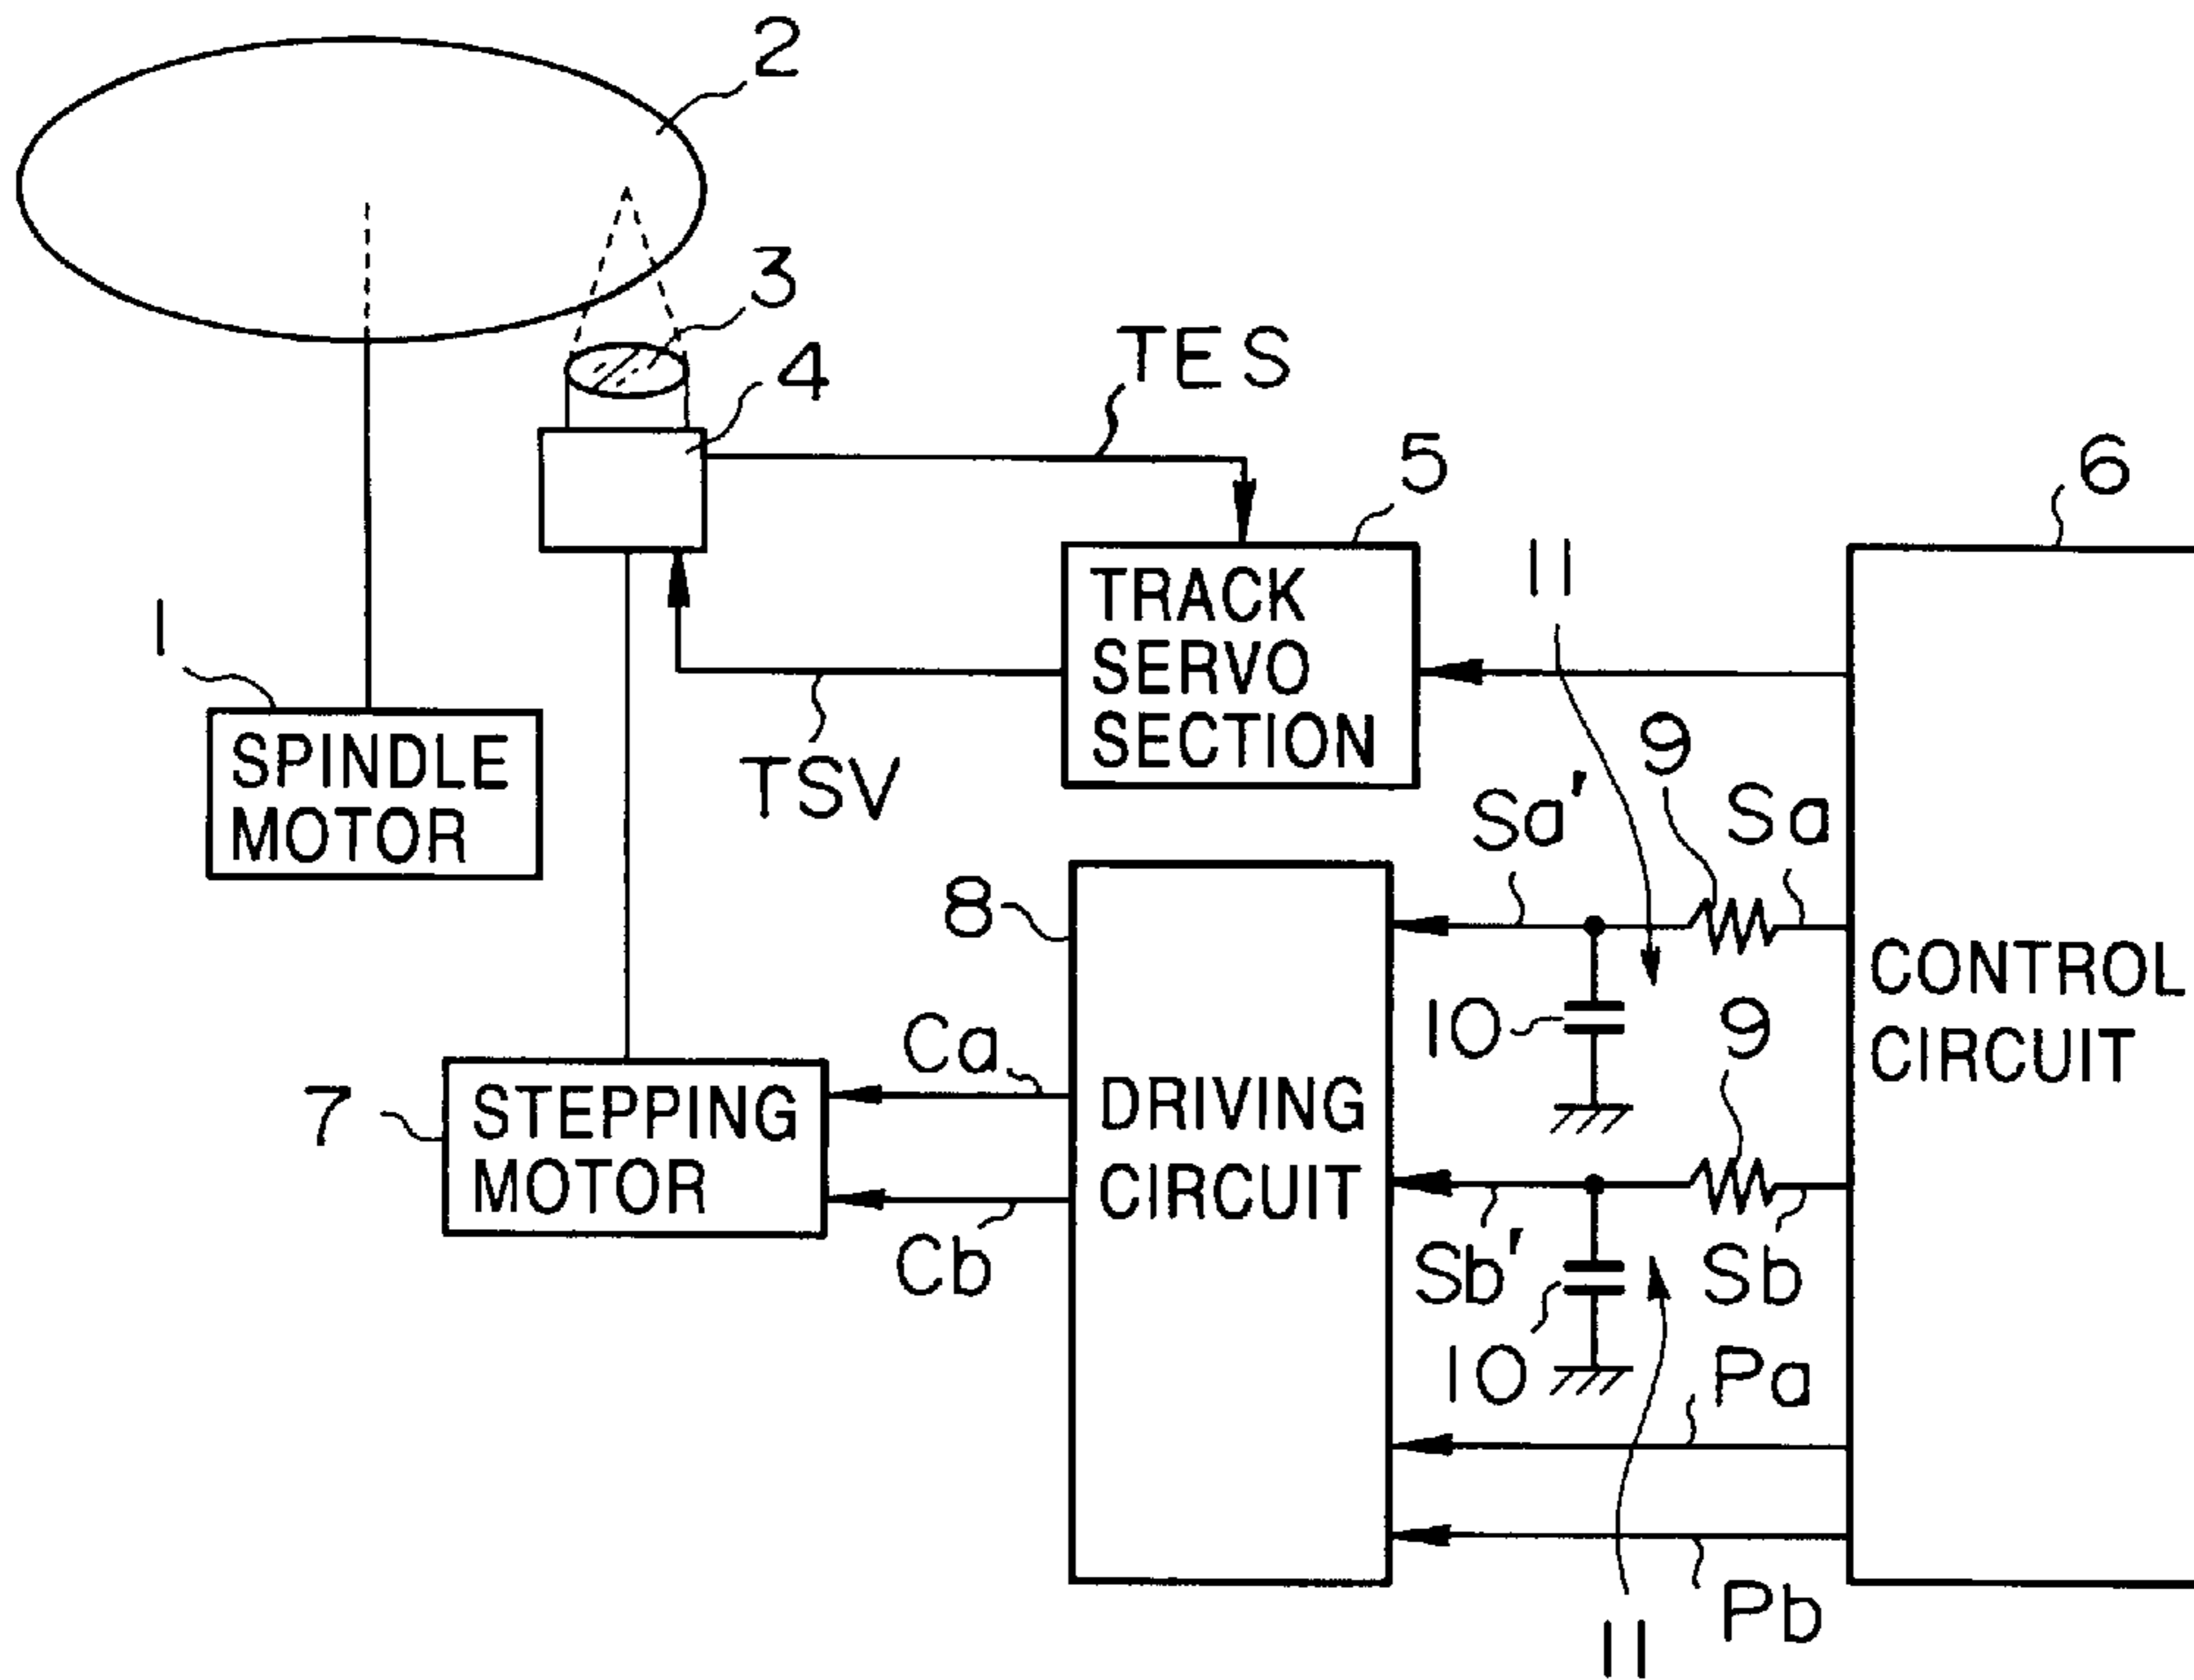 2
3
4
TES
5
6
11
1
TRACK
SERVO
SECTION
9
SPINDLE
MOTOR
TSV
Sa'
Sa
8
CONTROL
CIRCUIT
10
9
Ca
7
STEPPING
MOTOR
DRIVING
CIRCUIT
Cb
Sb'
Sb
10
Pa
Pb
11